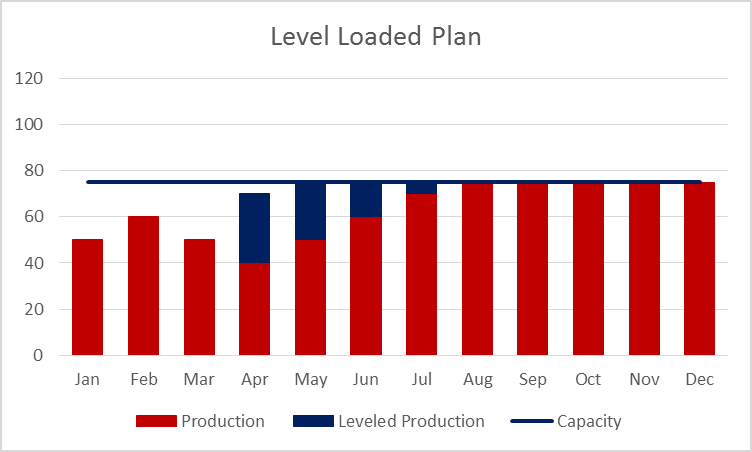 Level Loaded Plan
120
100
80
60
40
20
0
Jan Feb Mar Apr May Jun Jul Aug Sep Oct Nov Dec
Production Leveled Production Capacity